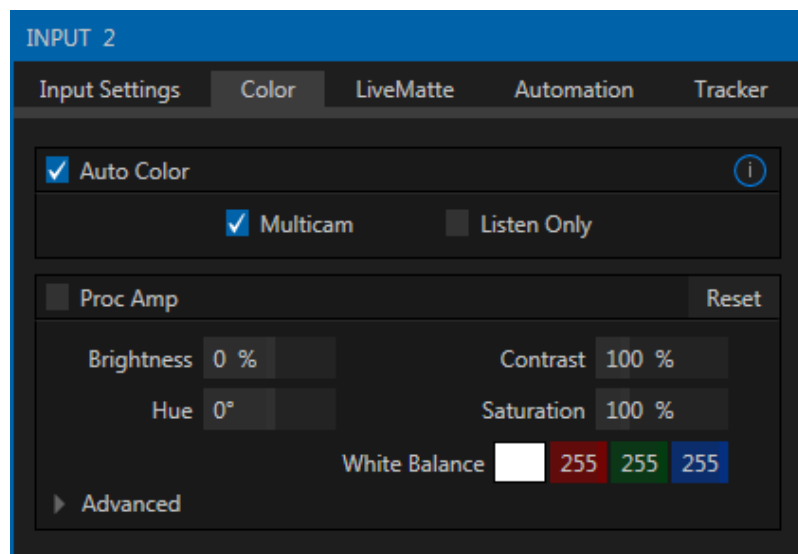 INPUT 2
Input Settings Color LiveMatte Automation Tracker
Auto Color i
Multicam Listen Only
Proc Amp Reset
Brightness 0 % Contrast 100 %
Hue 0° Saturation 100 %
White Balance 255 255 255
Advanced